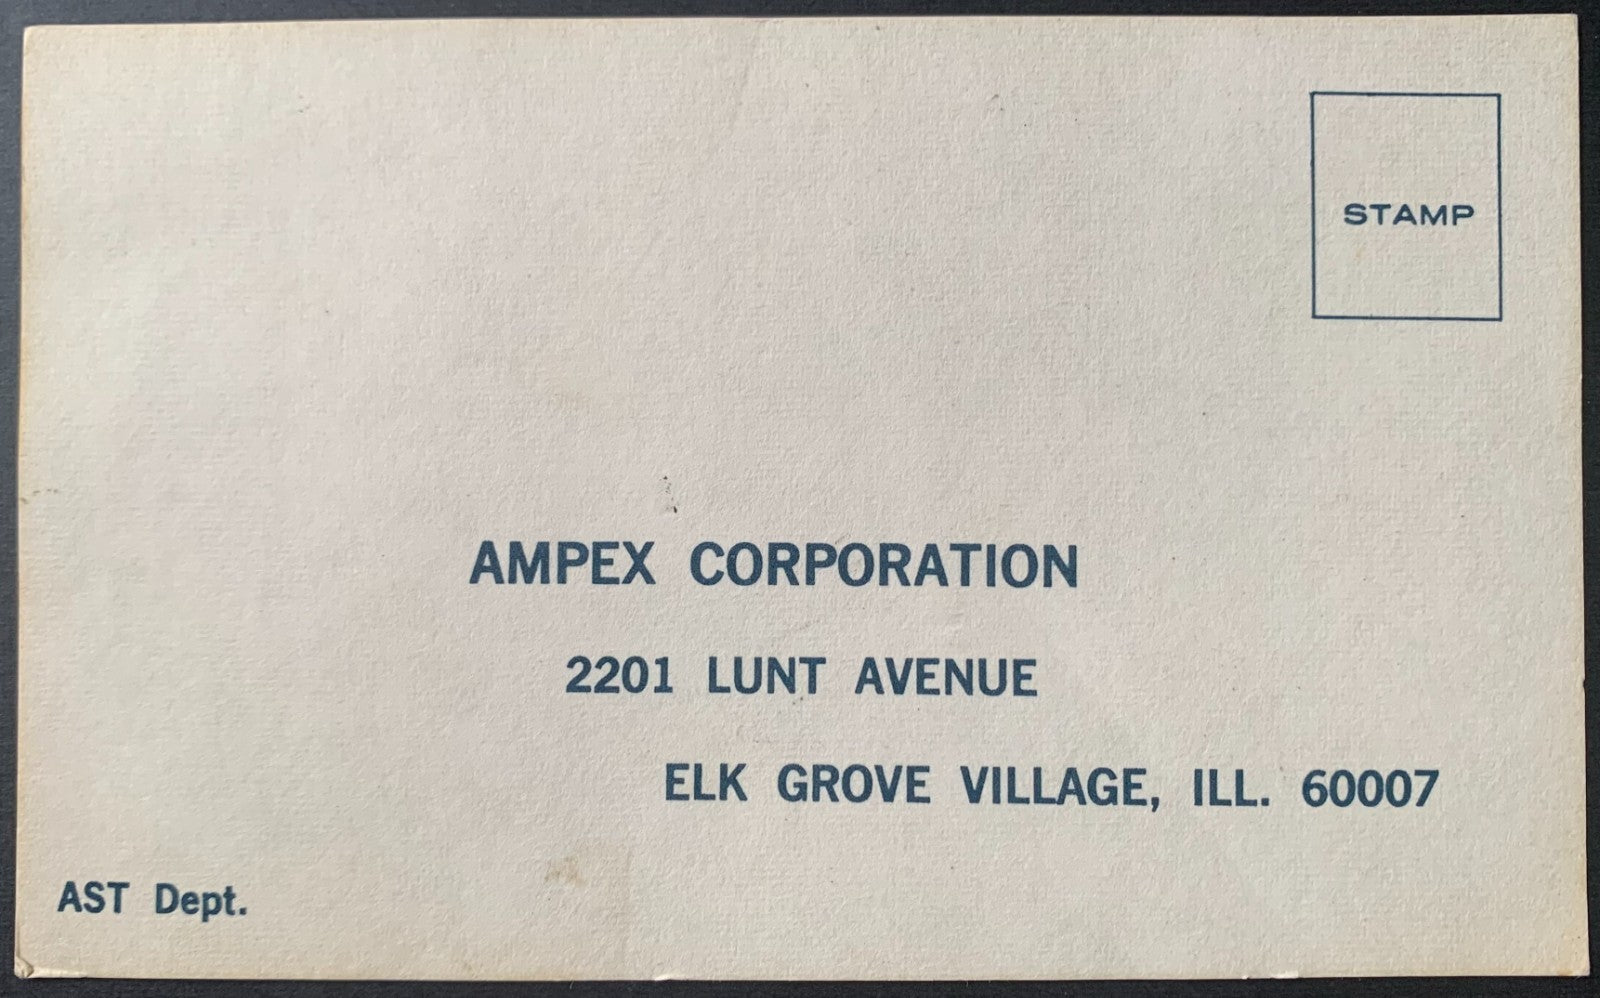 STAMP
AMPEX CORPORATION
2201 LUNT AVENUE
ELK GROVE VILLAGE, ILL. 60007
AST Dept.